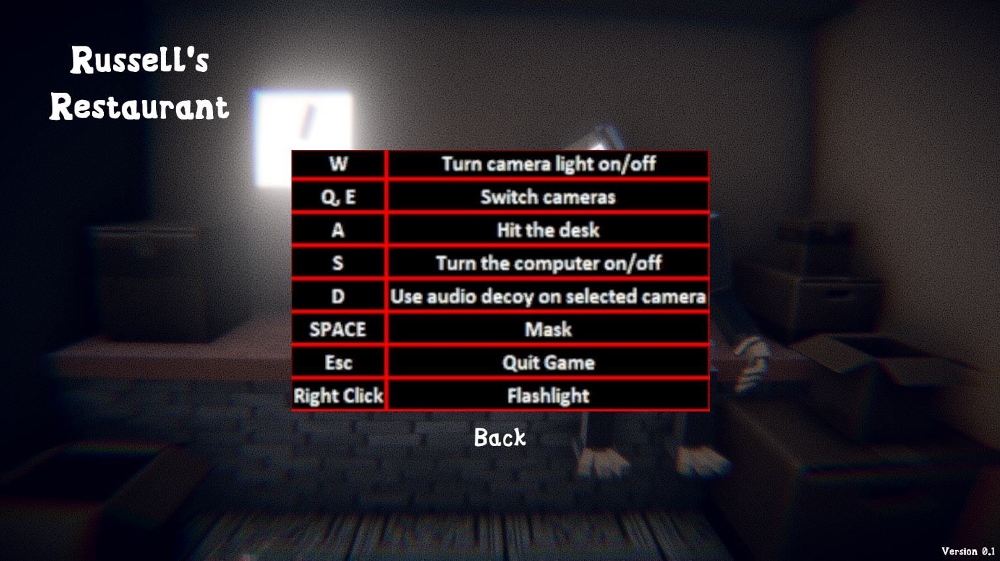 Russell's
Restaurant
W Turn camera light on/off
Q, E Switch cameras
A Hit the desk
S Turn the computer on/off
D Use audio decoy on selected camera
SPACE Mask
Esc Quit Game
Right Click Flashlight
Back
Version 0.1